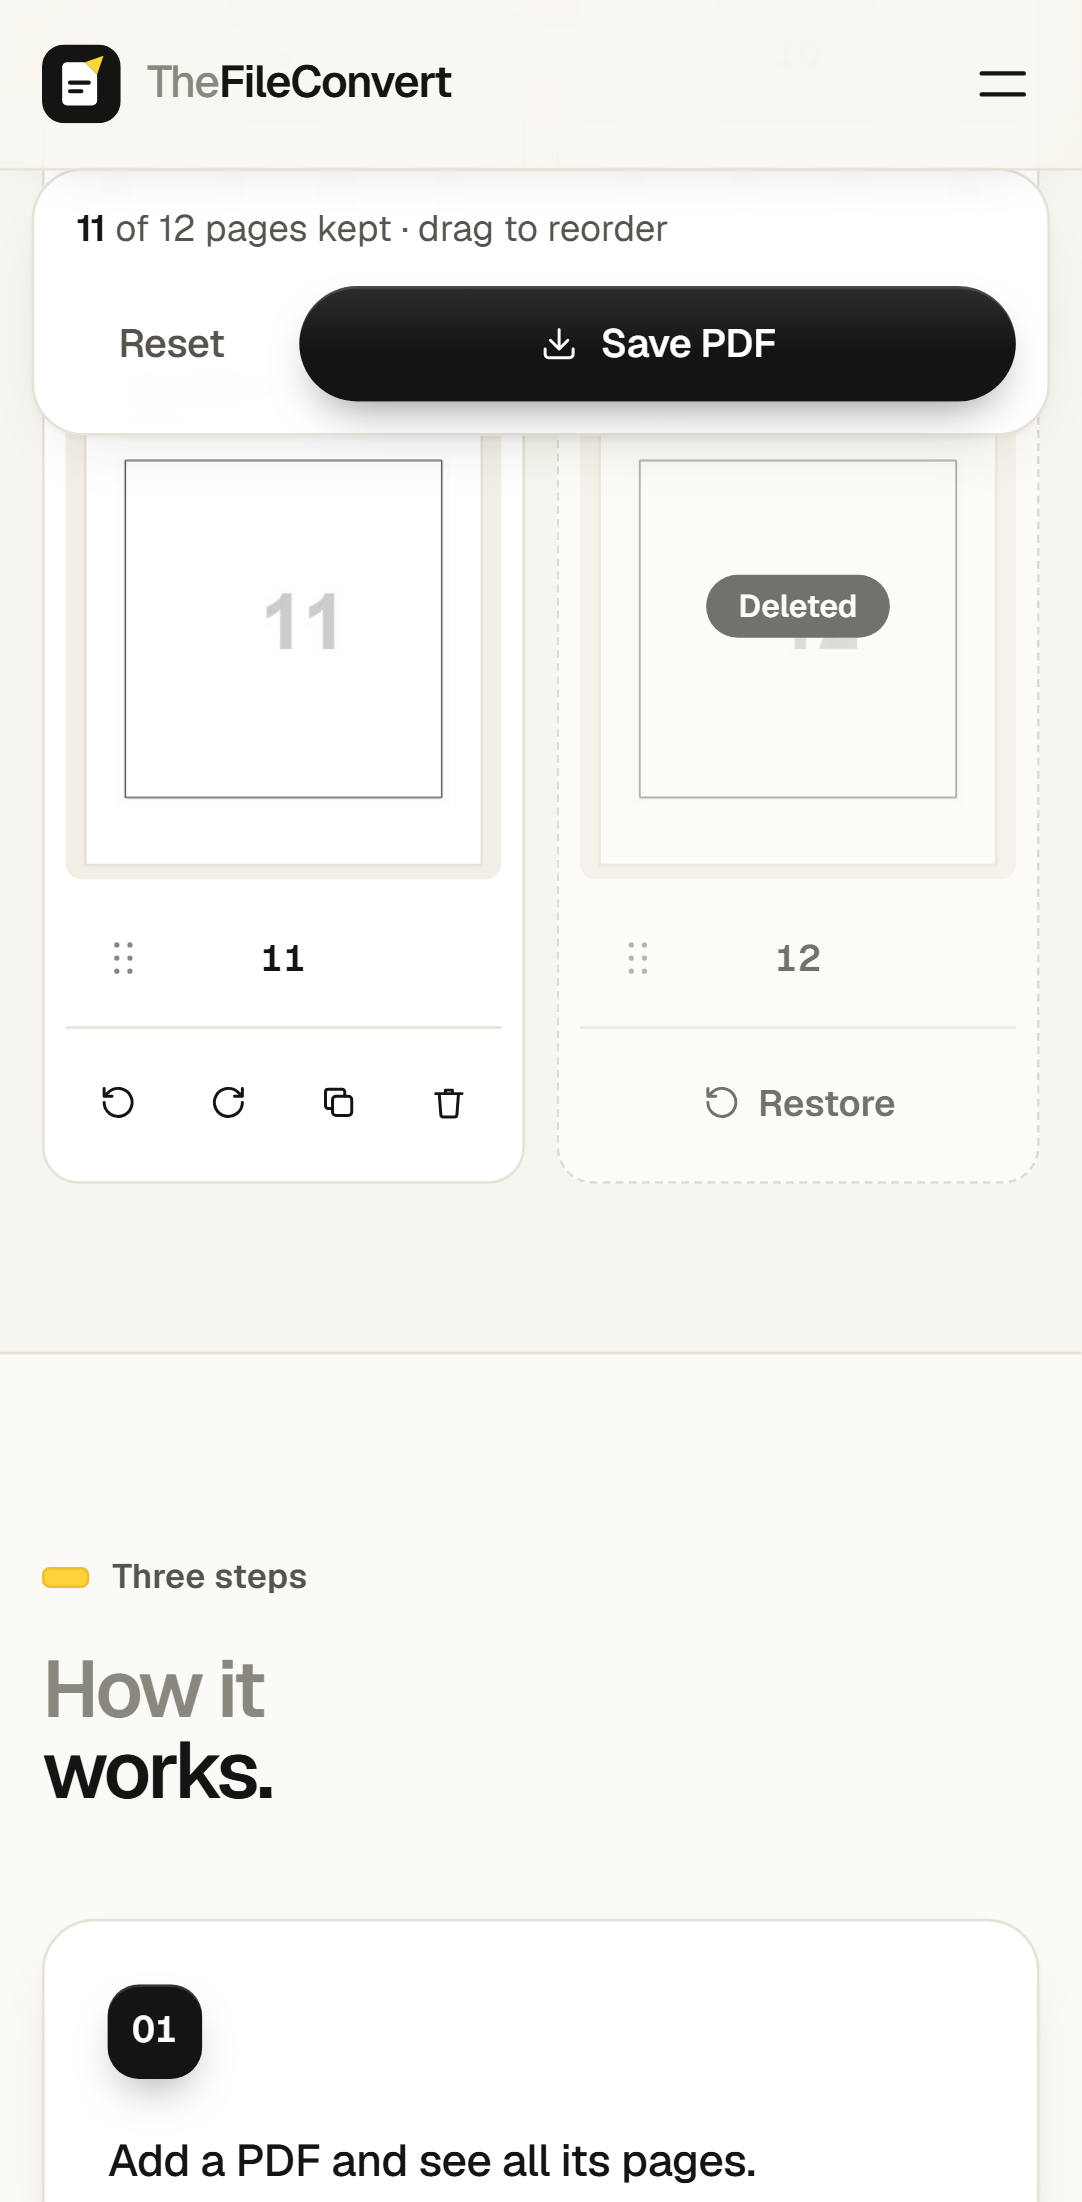 TheFileConvert
11 of 12 pages kept · drag to reorder
Reset
Save PDF
11
Deleted
11
12
Restore
Three steps
How it
works.
01
Add a PDF and see all its pages.